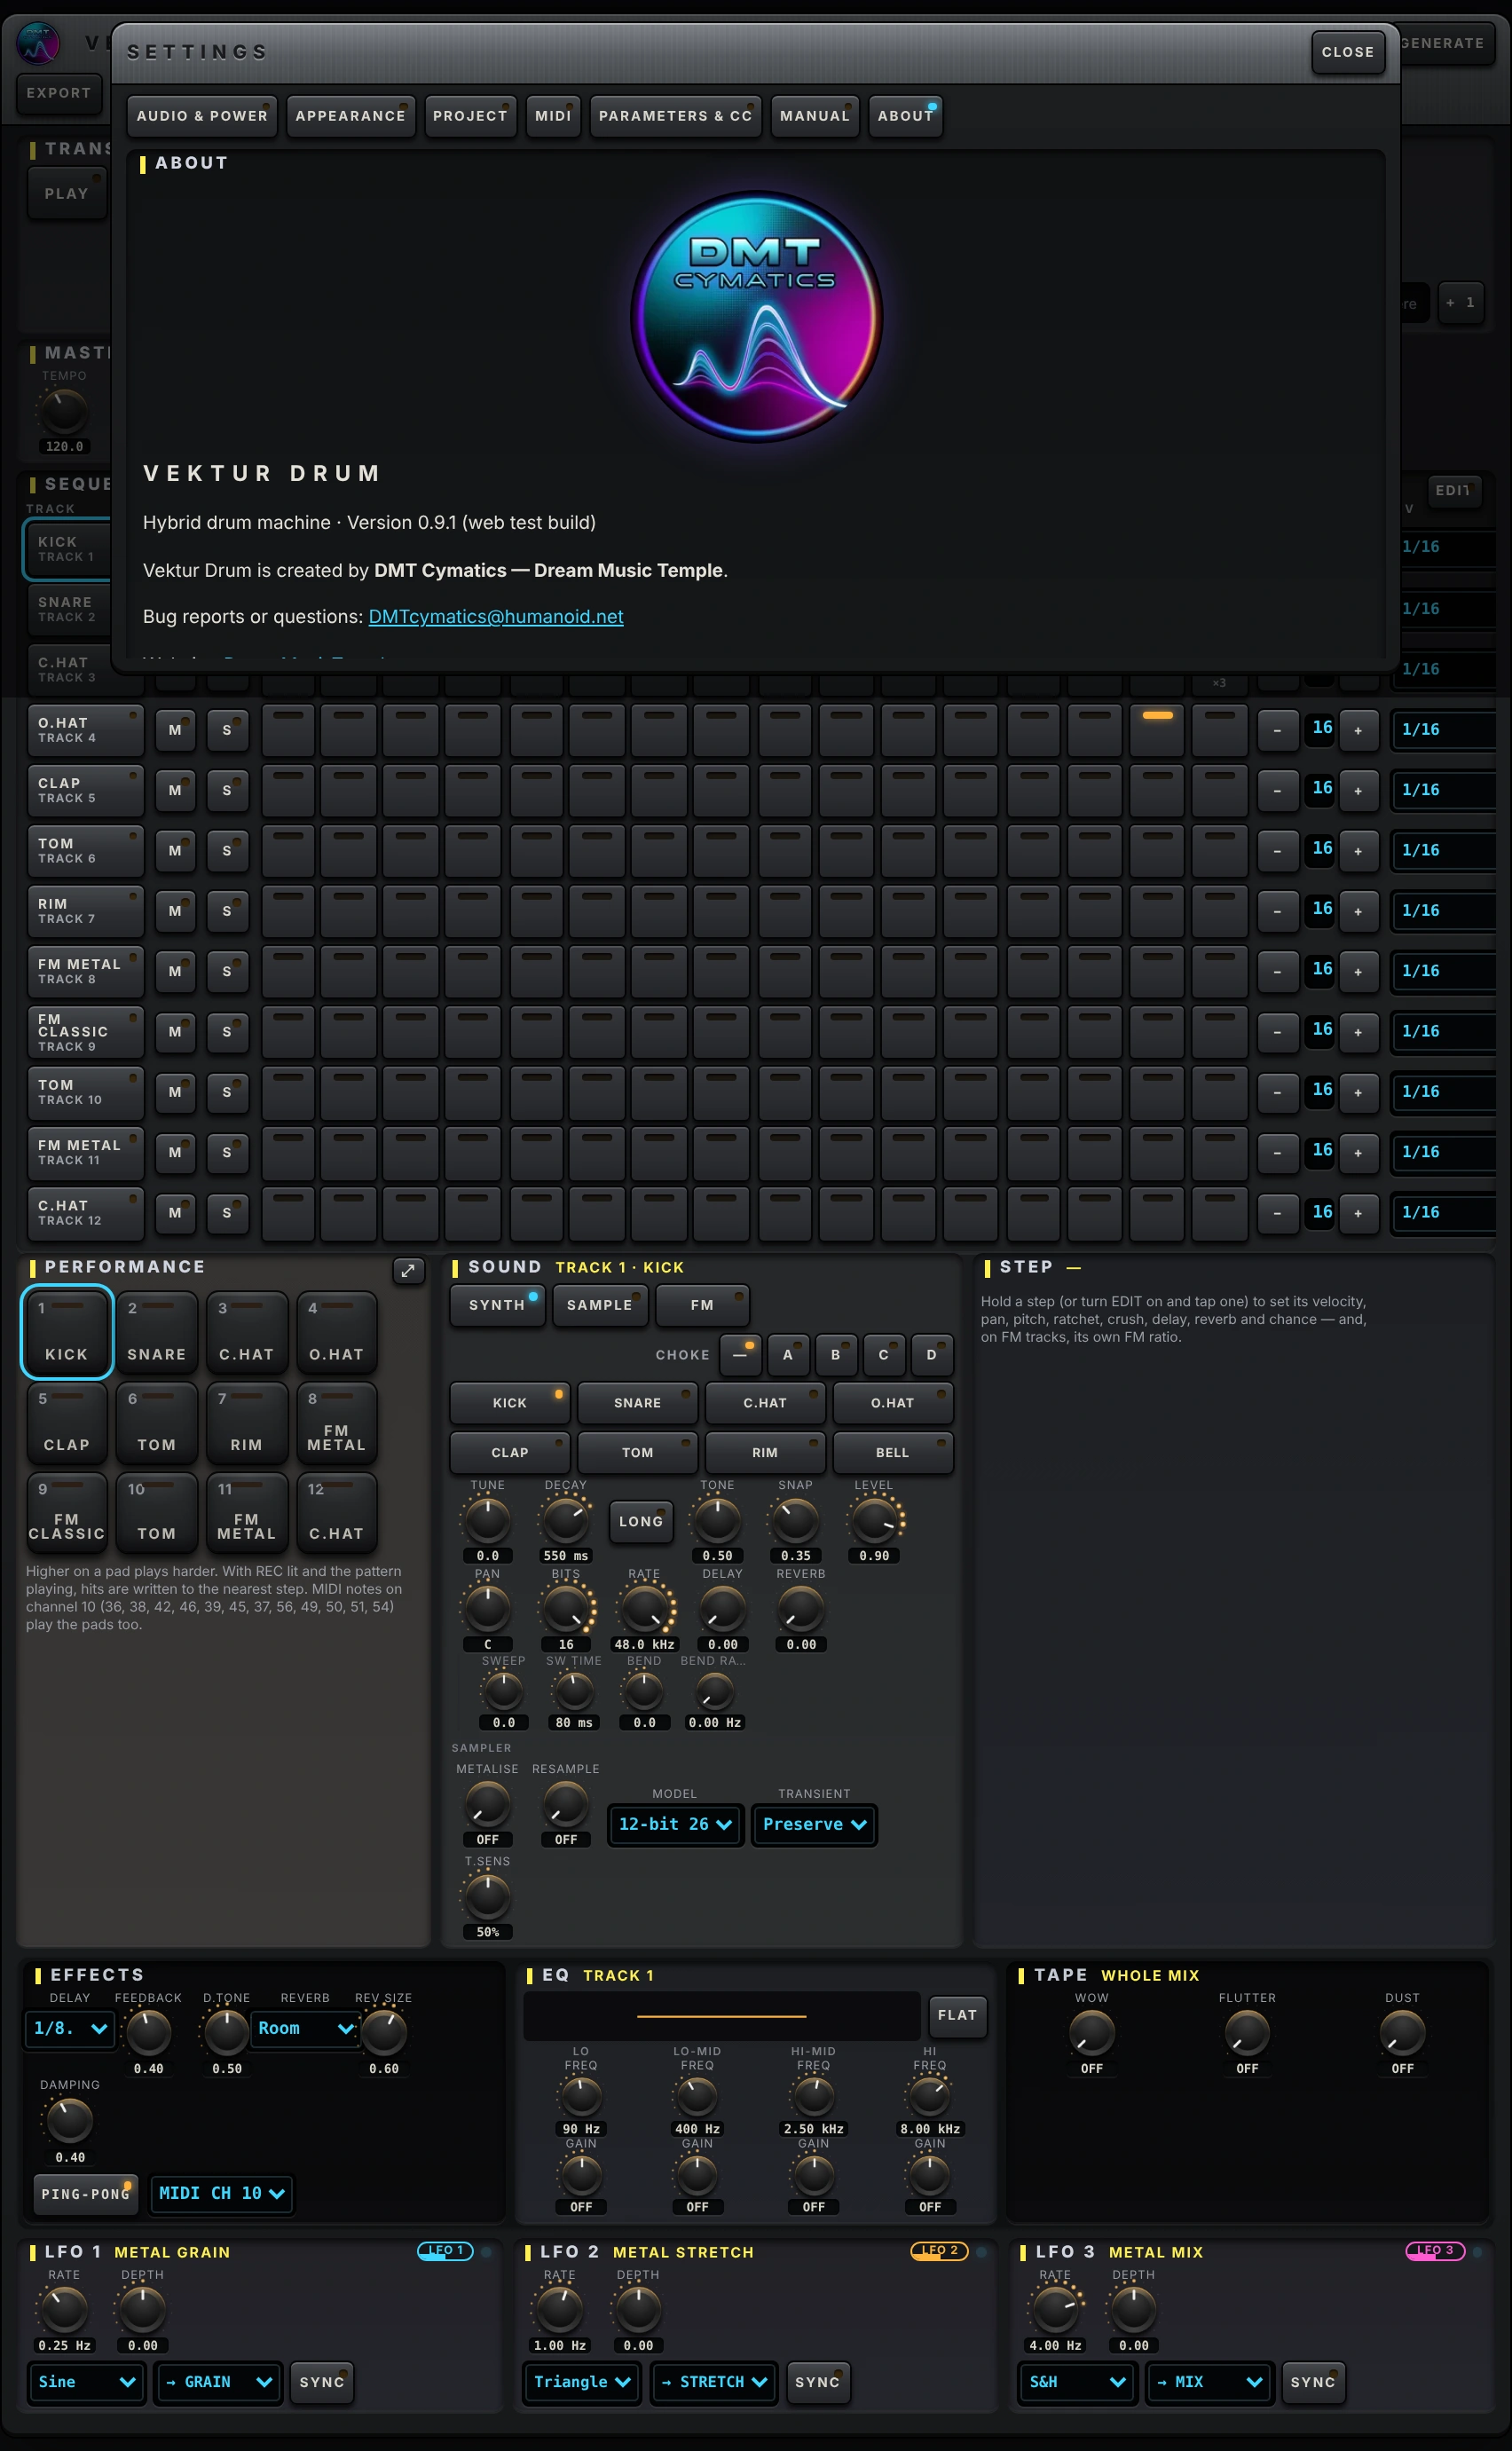 SETTINGS
CLOSE
GENERATE
EXPORT
AUDIO & POWER
APPEARANCE
PROJECT
MIDI
PARAMETERS & CC
MANUAL
ABOUT
PLAY
ABOUT
DMT
CYMATICS
+ 1
TEMPO
120.0
VEKTUR DRUM
Hybrid drum machine · Version 0.9.1 (web test build)
Vektur Drum is created by DMT Cymatics — Dream Music Temple.
Bug reports or questions: DMTcymatics@humanoid.net
EDIT
TRACK
KICK
TRACK 1
1/16
SNARE
TRACK 2
1/16
C.HAT
TRACK 3
×3
1/16
O.HAT
TRACK 4
M S – 16 + 1/16
CLAP
TRACK 5
M S – 16 + 1/16
TOM
TRACK 6
M S – 16 + 1/16
RIM
TRACK 7
M S – 16 + 1/16
FM METAL
TRACK 8
M S – 16 + 1/16
FM
CLASSIC
TRACK 9
M S – 16 + 1/16
TOM
TRACK 10
M S – 16 + 1/16
FM METAL
TRACK 11
M S – 16 + 1/16
C.HAT
TRACK 12
M S – 16 + 1/16
PERFORMANCE
1 KICK
2 SNARE
3 C.HAT
4 O.HAT
5 CLAP
6 TOM
7 RIM
8 FM METAL
9 FM CLASSIC
10 TOM
11 FM METAL
12 C.HAT
Higher on a pad plays harder. With REC lit and the pattern
playing, hits are written to the nearest step. MIDI notes on
channel 10 (36, 38, 42, 46, 39, 45, 37, 56, 49, 50, 51, 54)
play the pads too.
SOUND TRACK 1 · KICK
SYNTH SAMPLE FM
CHOKE — A B C D
KICK SNARE C.HAT O.HAT
CLAP TOM RIM BELL
TUNE DECAY TONE SNAP LEVEL
LONG
0.0 550 ms 0.50 0.35 0.90
PAN BITS RATE DELAY REVERB
C 16 48.0 kHz 0.00 0.00
SWEEP SW TIME BEND BEND RA…
0.0 80 ms 0.0 0.00 Hz
SAMPLER
METALISE RESAMPLE MODEL TRANSIENT
12-bit 26 Preserve
OFF OFF
T.SENS
50%
STEP —
Hold a step (or turn EDIT on and tap one) to set its velocity,
pan, pitch, ratchet, crush, delay, reverb and chance — and,
on FM tracks, its own FM ratio.
EFFECTS
DELAY FEEDBACK D.TONE REVERB REV SIZE
1/8. Room
0.40 0.50 0.60
DAMPING
0.40
PING-PONG MIDI CH 10
EQ TRACK 1
FLAT
LO FREQ
LO-MID FREQ
HI-MID FREQ
HI FREQ
90 Hz 400 Hz 2.50 kHz 8.00 kHz
GAIN GAIN GAIN GAIN
OFF OFF OFF OFF
TAPE WHOLE MIX
WOW FLUTTER DUST
OFF OFF OFF
LFO 1 METAL GRAIN LFO 1
RATE DEPTH
0.25 Hz 0.00
Sine → GRAIN SYNC
LFO 2 METAL STRETCH LFO 2
RATE DEPTH
1.00 Hz 0.00
Triangle → STRETCH SYNC
LFO 3 METAL MIX LFO 3
RATE DEPTH
4.00 Hz 0.00
S&H → MIX SYNC